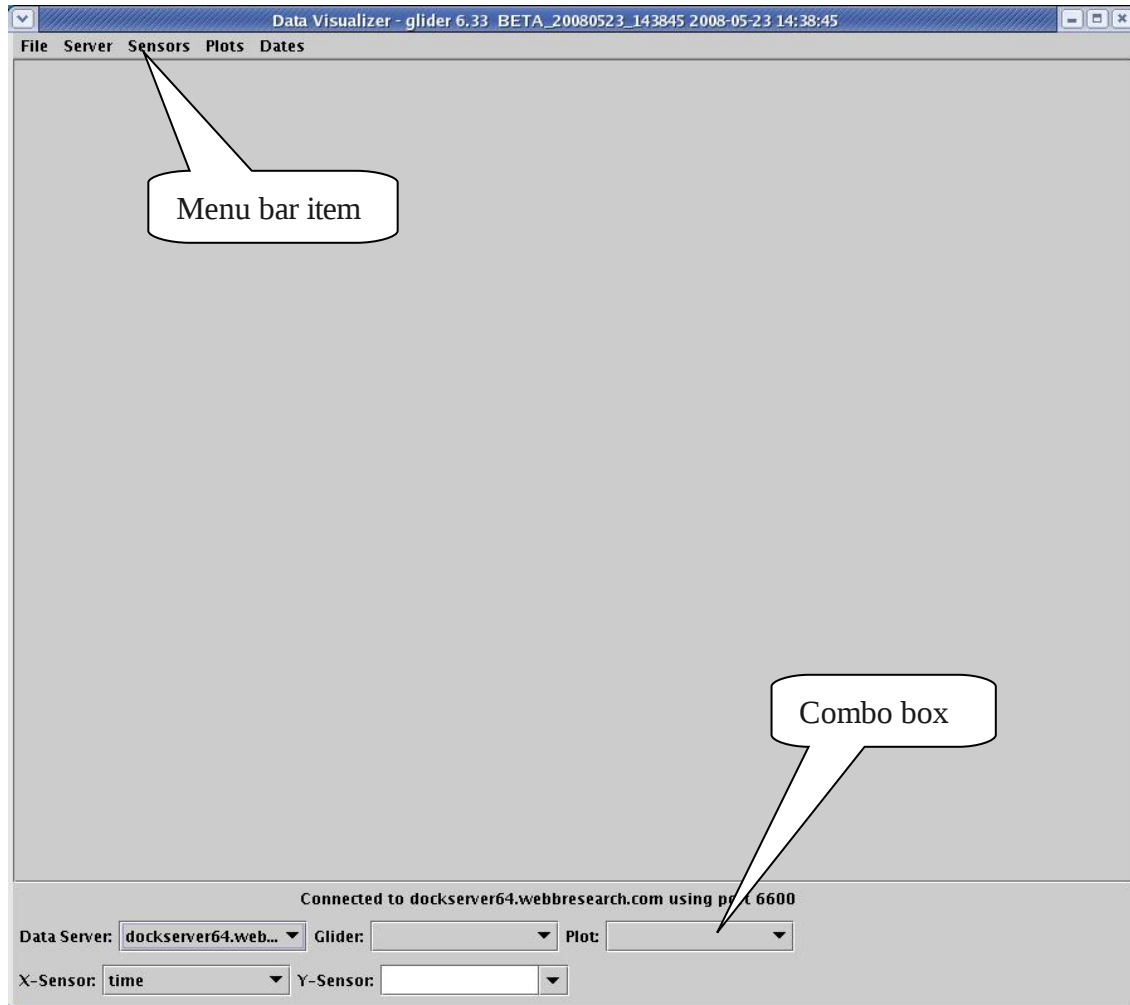 Data Visualizer - glider 6.33 BETA_20080523_143845 2008-05-23 14:38:45
File Server Sensors Plots Dates
Menu bar item
Combo box
Connected to dockserver64.webbresearch.com using port 6600
Data Server: dockserver64.web... Glider: Plot:
X-Sensor: time Y-Sensor: